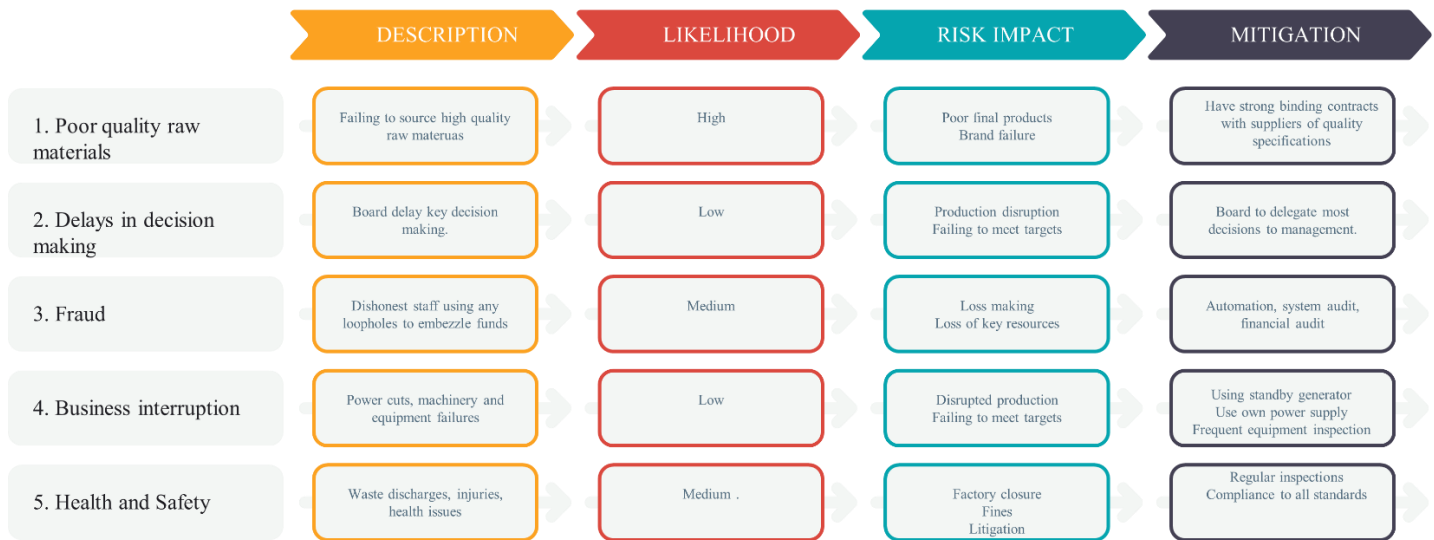 DESCRIPTION
LIKELIHOOD
RISK IMPACT
MITIGATION
1. Poor quality raw
materials
Failing to source high quality
raw materuas
High
Poor final products
Brand failure
Have strong binding contracts
with suppliers of quality
specifications
2. Delays in decision
making
Board delay key decision
making.
Low
Production disruption
Failing to meet targets
Board to delegate most
decisions to management.
3. Fraud
Dishonest staff using any
loopholes to embezzle funds
Medium
Loss making
Loss of key resources
Automation, system audit,
financial audit
4. Business interruption
Power cuts, machinery and
equipment failures
Low
Disrupted production
Failing to meet targets
Using standby generator
Use own power supply
Frequent equipment inspection
5. Health and Safety
Waste discharges, injuries,
health issues
Medium .
Factory closure
Fines
Litigation
Regular inspections
Compliance to all standards